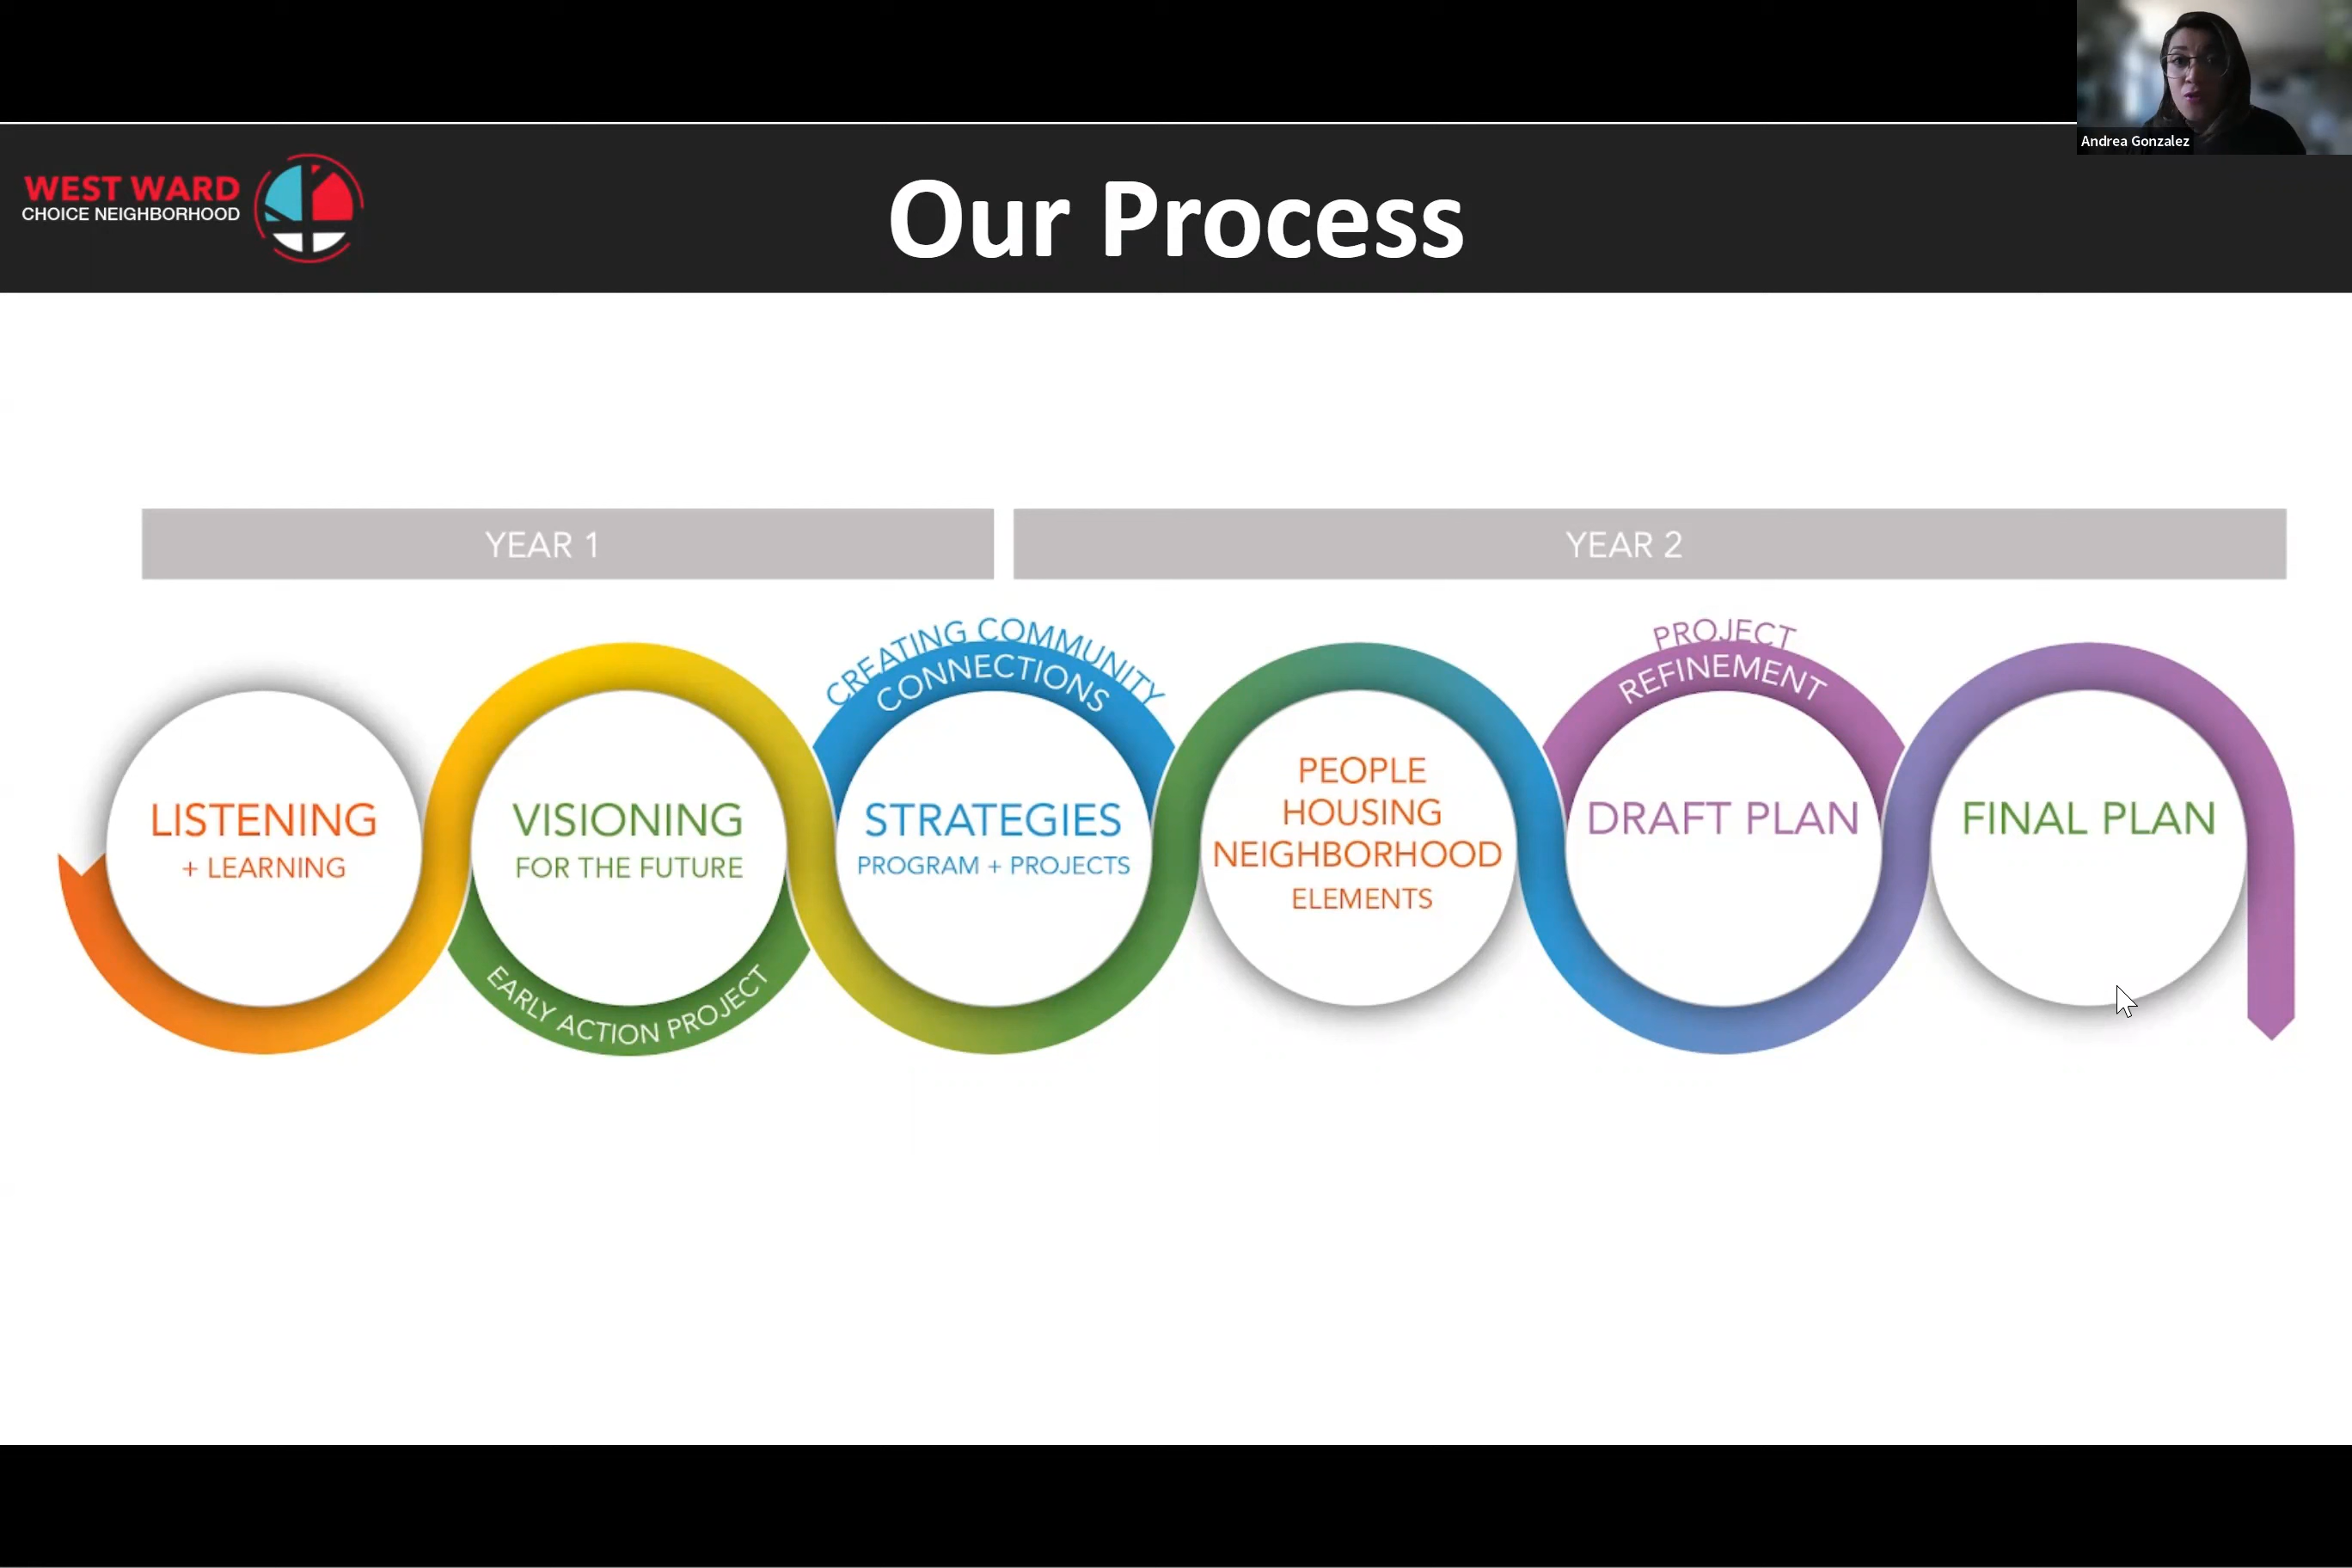 Andrea Gonzalez
WEST WARD
CHOICE NEIGHBORHOOD
Our Process
YEAR 1
YEAR 2
LISTENING
+ LEARNING
VISIONING
FOR THE FUTURE
EARLY ACTION PROJECT
CREATING COMMUNITY
CONNECTIONS
STRATEGIES
PROGRAM + PROJECTS
PEOPLE
HOUSING
NEIGHBORHOOD
ELEMENTS
PROJECT
REFINEMENT
DRAFT PLAN
FINAL PLAN